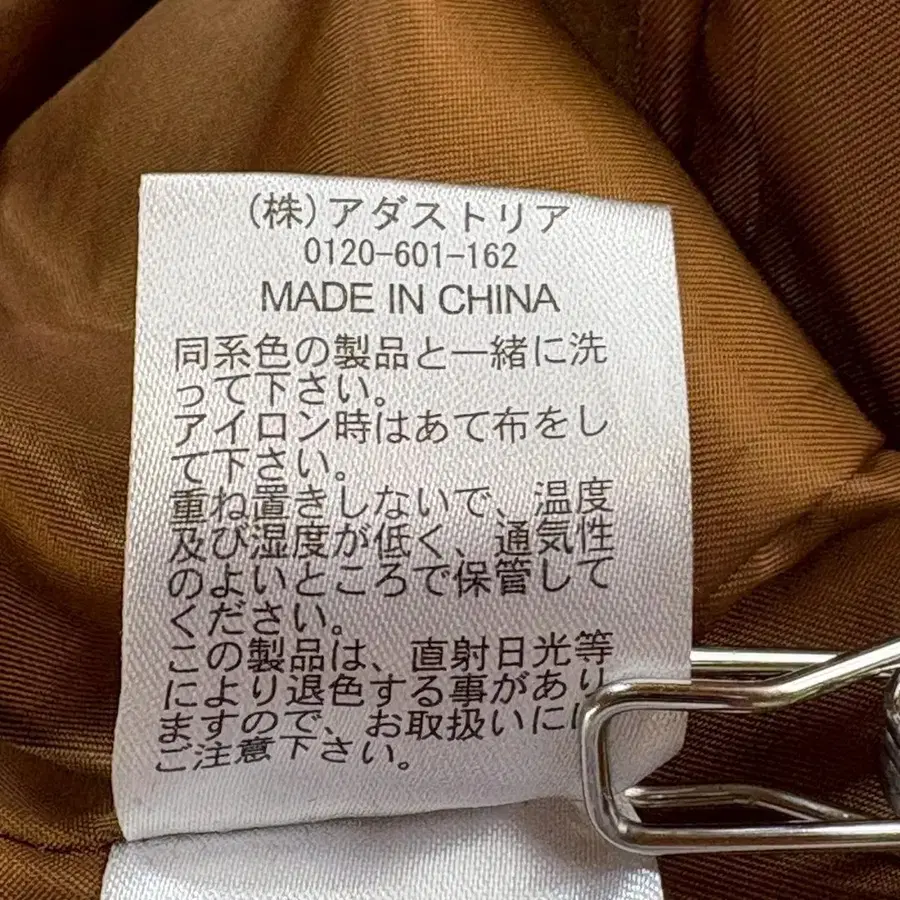 (株)アダストリア
0120-601-162
MADE IN CHINA
同系色の製品と一緒に洗
って下さい。
アイロン時はあて布をし
て下さい。
重ね置きしないで、温度
及び湿度が低く、通気性
のよいところで保管して
ください。
この製品は、直射日光等
により退色する事があり
ますので、お取扱いには
ご注意下さい。